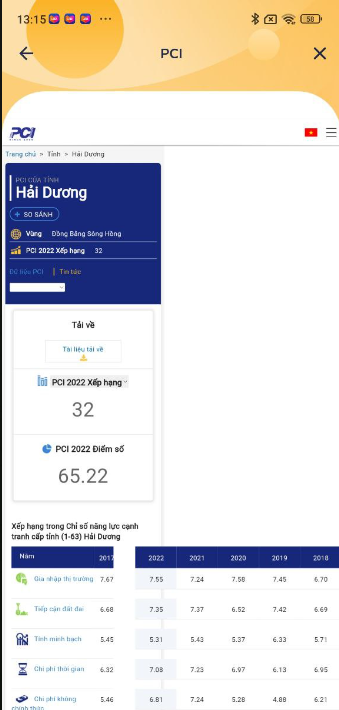 13:15
58
PCI
PCI
Trang chủ > Tỉnh > Hải Dương
PCI CỦA TỈNH
Hải Dương
+ SO SÁNH
Vùng Đồng Bằng Sông Hồng
PCI 2022 Xếp hạng 32
Dữ liệu PCI | Tin tức
Tải về
Tài liệu tải về
PCI 2022 Xếp hạng
32
PCI 2022 Điểm số
65.22
Xếp hạng trong Chỉ số năng lực cạnh
tranh cấp tỉnh (1-63) Hải Dương
Năm 2017 2022 2021 2020 2019 2018
Gia nhập thị trường 7.67 7.55 7.24 7.58 7.45 6.70
Tiếp cận đất đai 6.68 7.35 7.37 6.52 7.42 6.69
Tính minh bạch 5.45 5.31 5.43 5.37 6.33 5.71
Chi phí thời gian 6.32 7.08 7.23 6.97 6.13 6.95
Chi phí không 5.46 6.81 7.24 5.28 4.88 6.21
chính thức